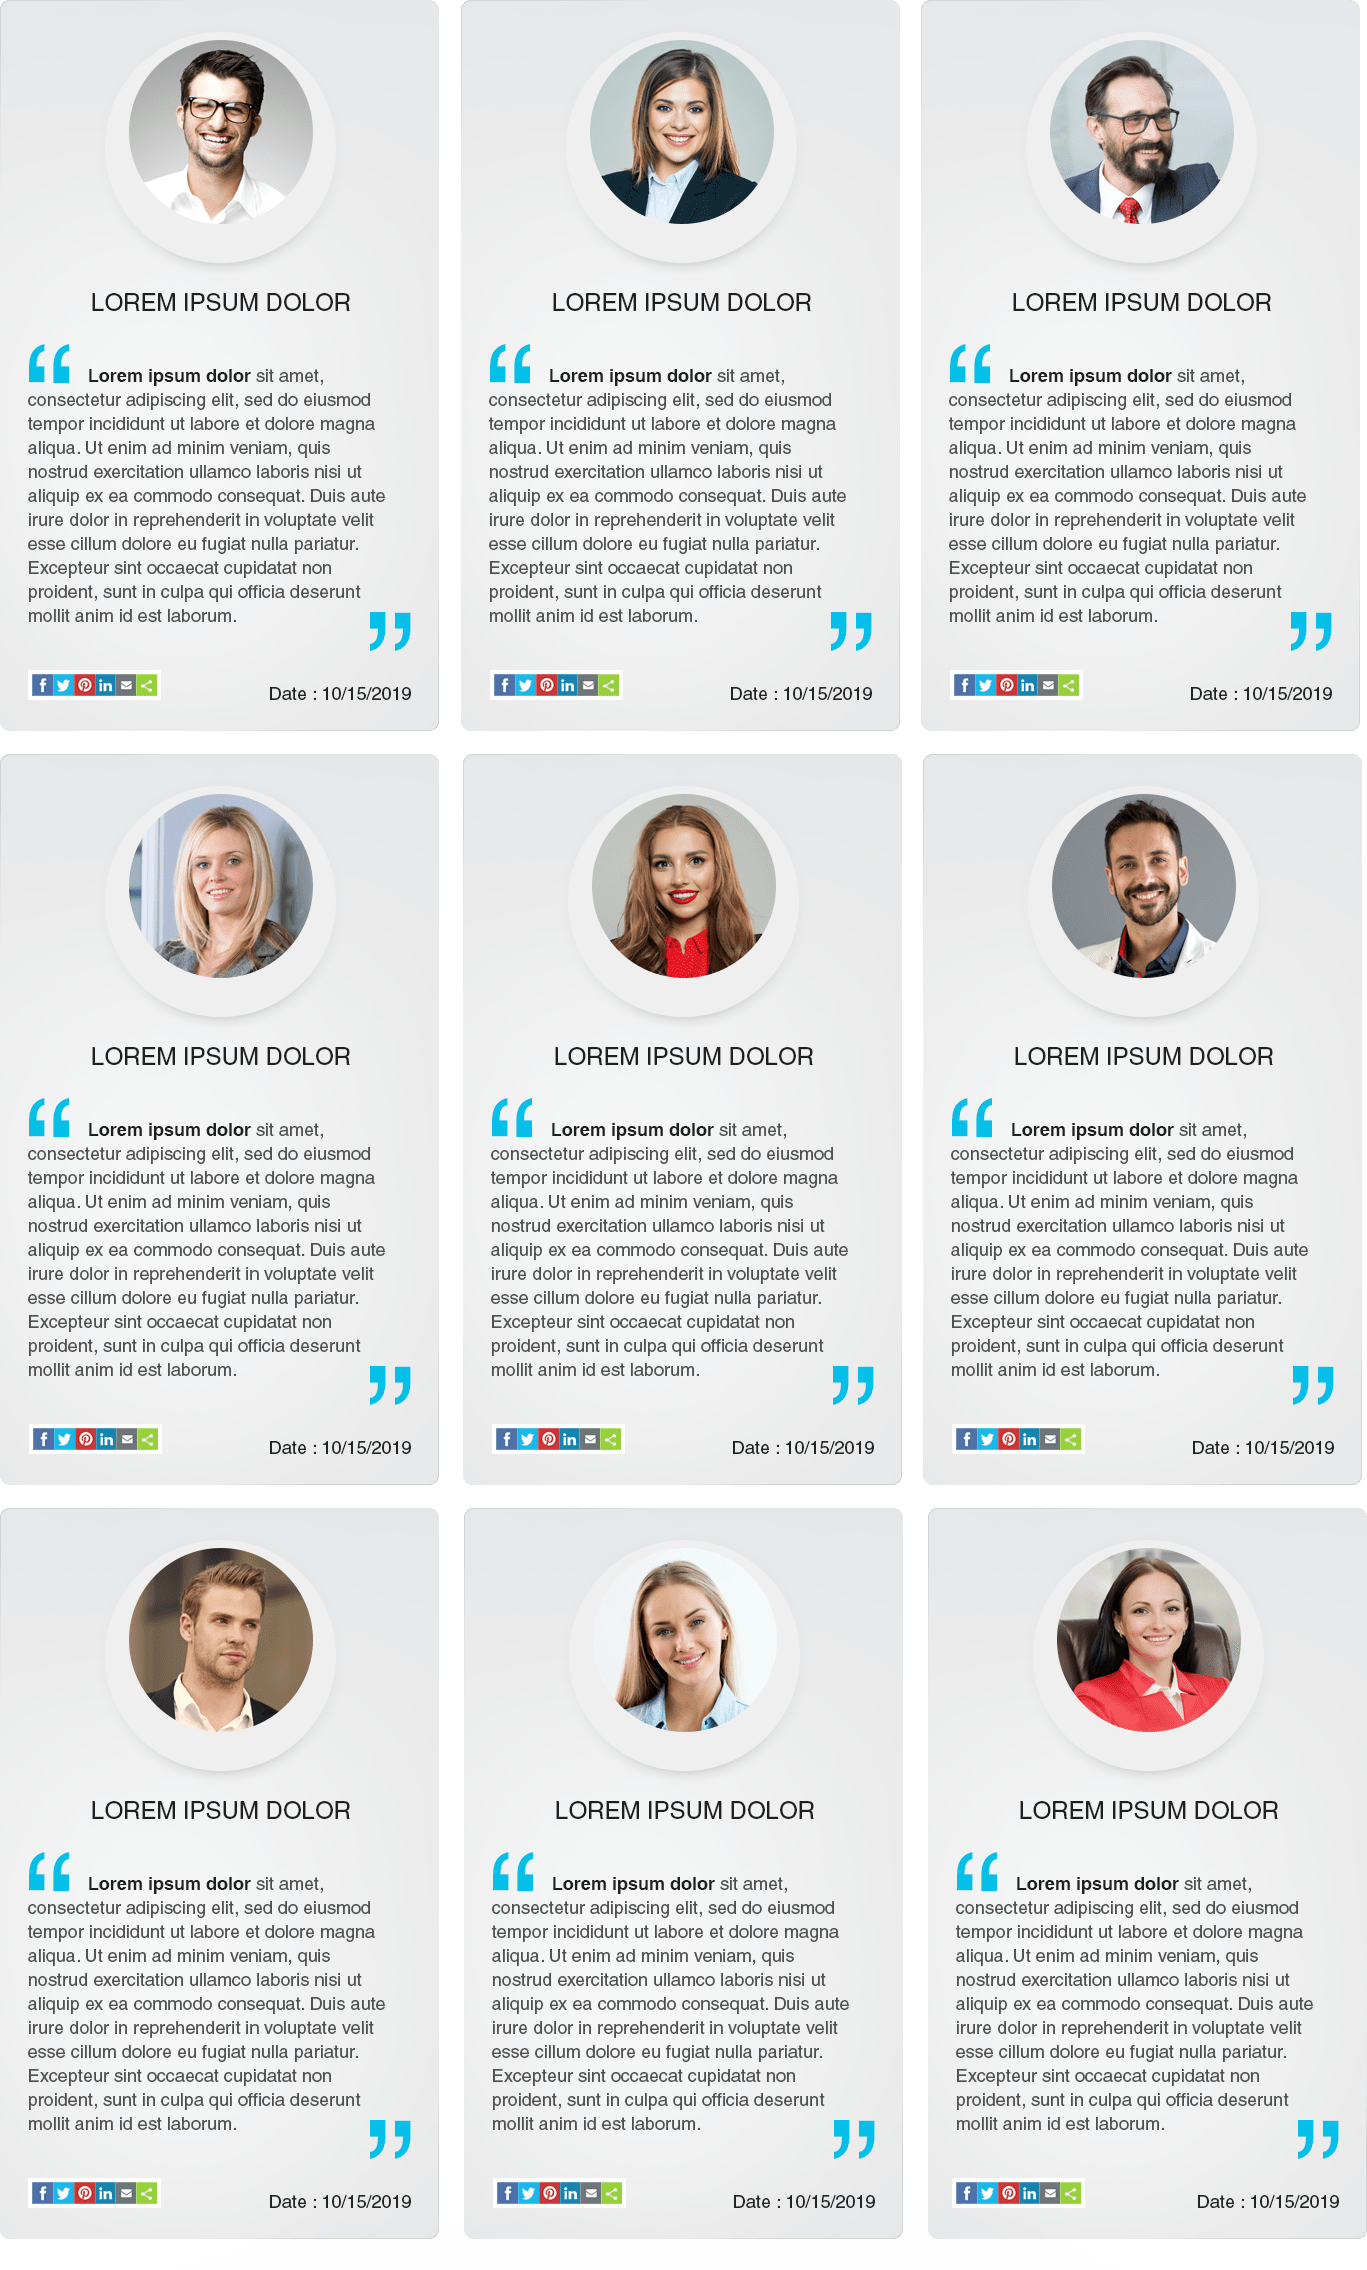 LOREM IPSUM DOLOR
“ Lorem ipsum dolor sit amet,
consectetur adipiscing elit, sed do eiusmod
tempor incididunt ut labore et dolore magna
aliqua. Ut enim ad minim veniam, quis
nostrud exercitation ullamco laboris nisi ut
aliquip ex ea commodo consequat. Duis aute
irure dolor in reprehenderit in voluptate velit
esse cillum dolore eu fugiat nulla pariatur.
Excepteur sint occaecat cupidatat non
proident, sunt in culpa qui officia deserunt
mollit anim id est laborum. ”
Date : 10/15/2019
LOREM IPSUM DOLOR
“ Lorem ipsum dolor sit amet,
consectetur adipiscing elit, sed do eiusmod
tempor incididunt ut labore et dolore magna
aliqua. Ut enim ad minim veniam, quis
nostrud exercitation ullamco laboris nisi ut
aliquip ex ea commodo consequat. Duis aute
irure dolor in reprehenderit in voluptate velit
esse cillum dolore eu fugiat nulla pariatur.
Excepteur sint occaecat cupidatat non
proident, sunt in culpa qui officia deserunt
mollit anim id est laborum. ”
Date : 10/15/2019
LOREM IPSUM DOLOR
“ Lorem ipsum dolor sit amet,
consectetur adipiscing elit, sed do eiusmod
tempor incididunt ut labore et dolore magna
aliqua. Ut enim ad minim veniam, quis
nostrud exercitation ullamco laboris nisi ut
aliquip ex ea commodo consequat. Duis aute
irure dolor in reprehenderit in voluptate velit
esse cillum dolore eu fugiat nulla pariatur.
Excepteur sint occaecat cupidatat non
proident, sunt in culpa qui officia deserunt
mollit anim id est laborum. ”
Date : 10/15/2019
LOREM IPSUM DOLOR
“ Lorem ipsum dolor sit amet,
consectetur adipiscing elit, sed do eiusmod
tempor incididunt ut labore et dolore magna
aliqua. Ut enim ad minim veniam, quis
nostrud exercitation ullamco laboris nisi ut
aliquip ex ea commodo consequat. Duis aute
irure dolor in reprehenderit in voluptate velit
esse cillum dolore eu fugiat nulla pariatur.
Excepteur sint occaecat cupidatat non
proident, sunt in culpa qui officia deserunt
mollit anim id est laborum. ”
Date : 10/15/2019
LOREM IPSUM DOLOR
“ Lorem ipsum dolor sit amet,
consectetur adipiscing elit, sed do eiusmod
tempor incididunt ut labore et dolore magna
aliqua. Ut enim ad minim veniam, quis
nostrud exercitation ullamco laboris nisi ut
aliquip ex ea commodo consequat. Duis aute
irure dolor in reprehenderit in voluptate velit
esse cillum dolore eu fugiat nulla pariatur.
Excepteur sint occaecat cupidatat non
proident, sunt in culpa qui officia deserunt
mollit anim id est laborum. ”
Date : 10/15/2019
LOREM IPSUM DOLOR
“ Lorem ipsum dolor sit amet,
consectetur adipiscing elit, sed do eiusmod
tempor incididunt ut labore et dolore magna
aliqua. Ut enim ad minim veniam, quis
nostrud exercitation ullamco laboris nisi ut
aliquip ex ea commodo consequat. Duis aute
irure dolor in reprehenderit in voluptate velit
esse cillum dolore eu fugiat nulla pariatur.
Excepteur sint occaecat cupidatat non
proident, sunt in culpa qui officia deserunt
mollit anim id est laborum. ”
Date : 10/15/2019
LOREM IPSUM DOLOR
“ Lorem ipsum dolor sit amet,
consectetur adipiscing elit, sed do eiusmod
tempor incididunt ut labore et dolore magna
aliqua. Ut enim ad minim veniam, quis
nostrud exercitation ullamco laboris nisi ut
aliquip ex ea commodo consequat. Duis aute
irure dolor in reprehenderit in voluptate velit
esse cillum dolore eu fugiat nulla pariatur.
Excepteur sint occaecat cupidatat non
proident, sunt in culpa qui officia deserunt
mollit anim id est laborum. ”
Date : 10/15/2019
LOREM IPSUM DOLOR
“ Lorem ipsum dolor sit amet,
consectetur adipiscing elit, sed do eiusmod
tempor incididunt ut labore et dolore magna
aliqua. Ut enim ad minim veniam, quis
nostrud exercitation ullamco laboris nisi ut
aliquip ex ea commodo consequat. Duis aute
irure dolor in reprehenderit in voluptate velit
esse cillum dolore eu fugiat nulla pariatur.
Excepteur sint occaecat cupidatat non
proident, sunt in culpa qui officia deserunt
mollit anim id est laborum. ”
Date : 10/15/2019
LOREM IPSUM DOLOR
“ Lorem ipsum dolor sit amet,
consectetur adipiscing elit, sed do eiusmod
tempor incididunt ut labore et dolore magna
aliqua. Ut enim ad minim veniam, quis
nostrud exercitation ullamco laboris nisi ut
aliquip ex ea commodo consequat. Duis aute
irure dolor in reprehenderit in voluptate velit
esse cillum dolore eu fugiat nulla pariatur.
Excepteur sint occaecat cupidatat non
proident, sunt in culpa qui officia deserunt
mollit anim id est laborum. ”
Date : 10/15/2019